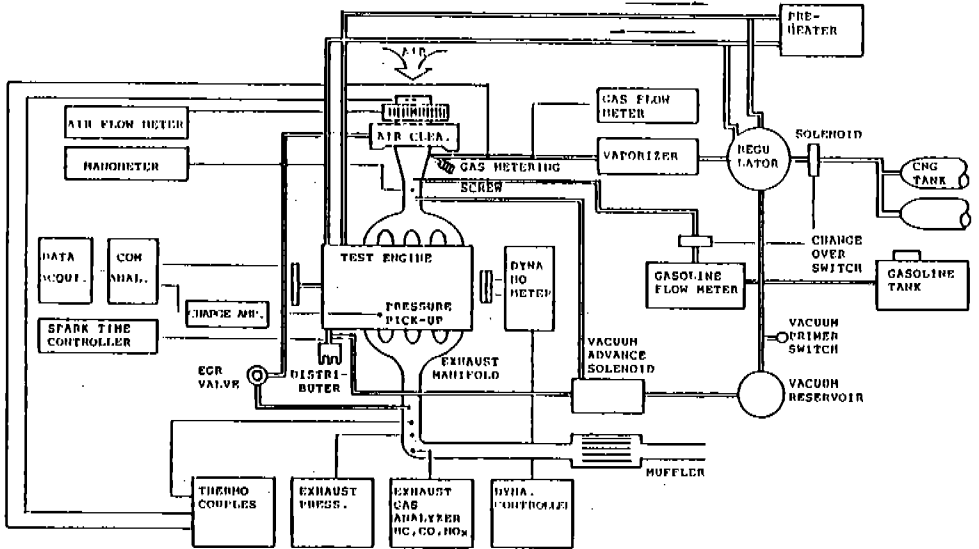 PRE-
HEATER
AIR
GAS FLOW
METER
AIR FLOW METER
AIR CLEA.
SOLENOID
MANOMETER
VAPORIZER
REGU
LATOR
GAS METERING
SCREW
CNG
TANK
TEST ENGINE
DATA
ACQUI.
COM
ANAL.
DYNA
MO
METER
GASOLINE
FLOW METER
CHANGE
OVER
SWITCH
GASOLINE
TANK
CHARGE AMP.
PRESSURE
PICK-UP
SPARK TIME
CONTROLLER
VACUUM
PRIMER
SWITCH
EGR
VALVE
DISTRI-
BUTER
EXHAUST
MANIFOLD
VACUUM
ADVANCE
SOLENOID
VACUUM
RESERVOIR
MUFFLER
THERMO
COUPLES
EXHAUST
PRESS.
EXHAUST
GAS
ANALYZER
HC,CO,NOx
DYNA.
CONTROLLER